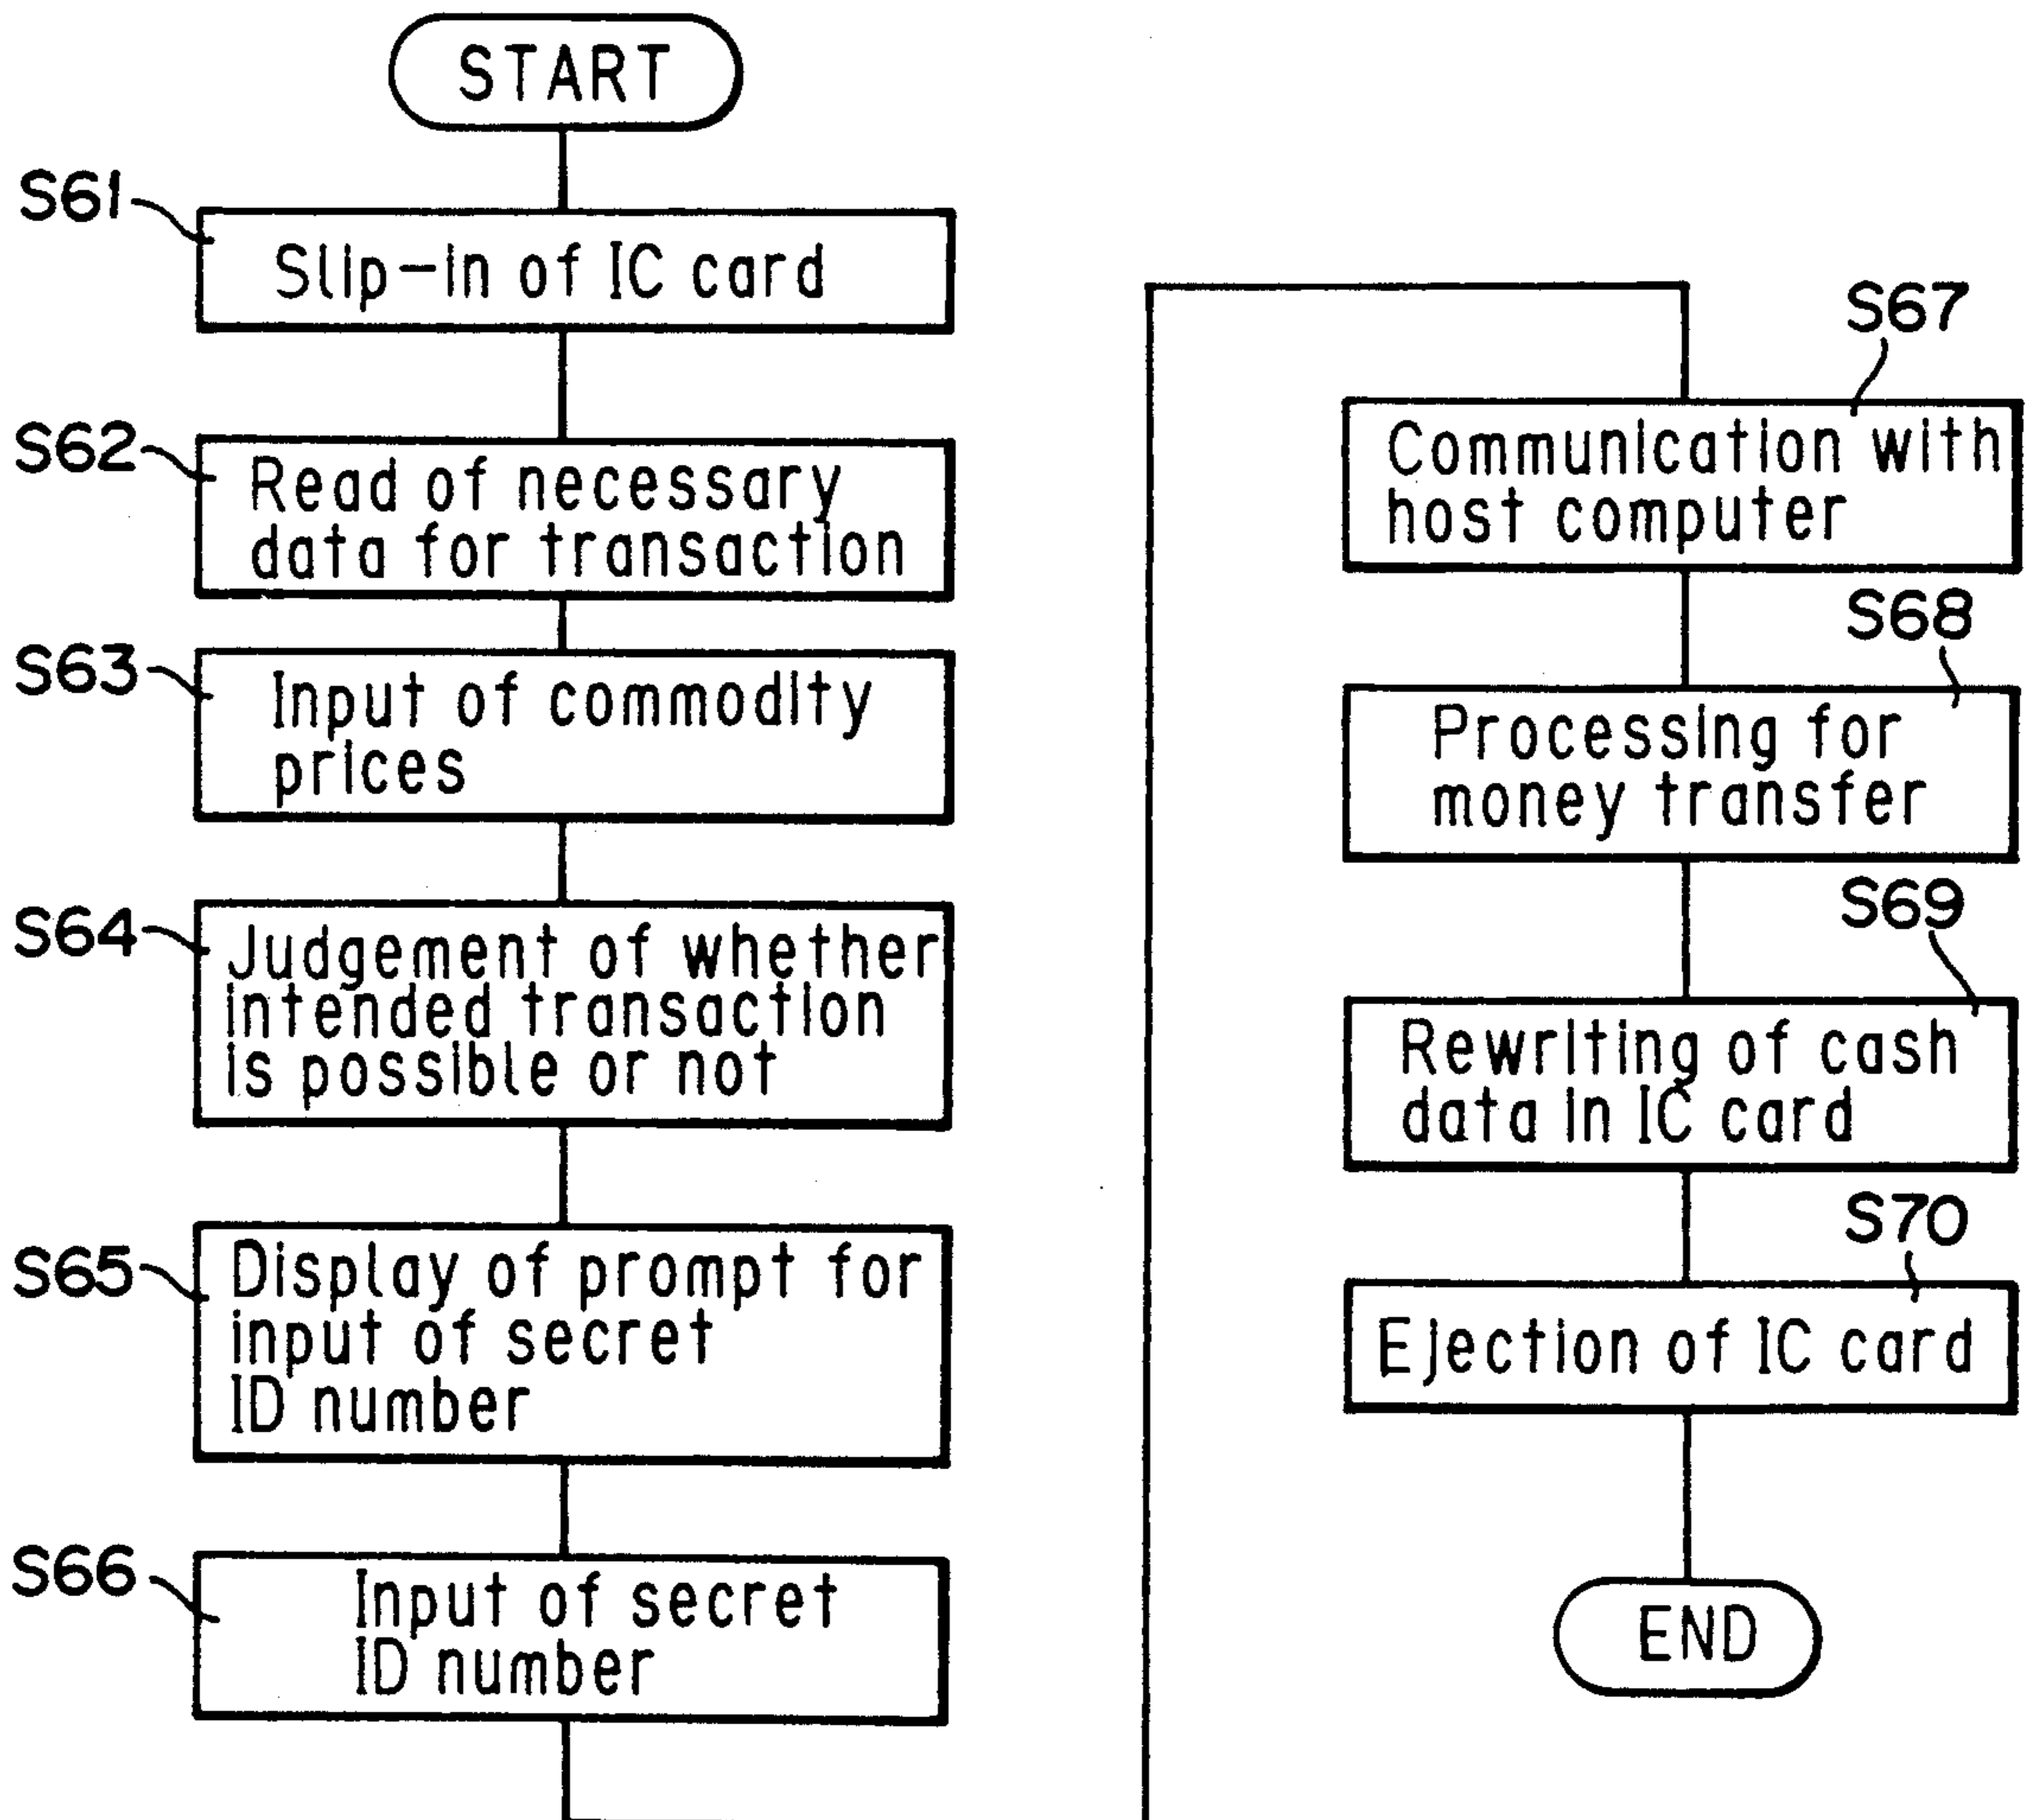 START
S61
Slip-in of IC card
S62
Read of necessary
data for transaction
S63
Input of commodity
prices
S64
Judgement of whether
intended transaction
is possible or not
S65
Display of prompt for
input of secret
ID number
S66
Input of secret
ID number
S67
Communication with
host computer
S68
Processing for
money transfer
S69
Rewriting of cash
data in IC card
S70
Ejection of IC card
END